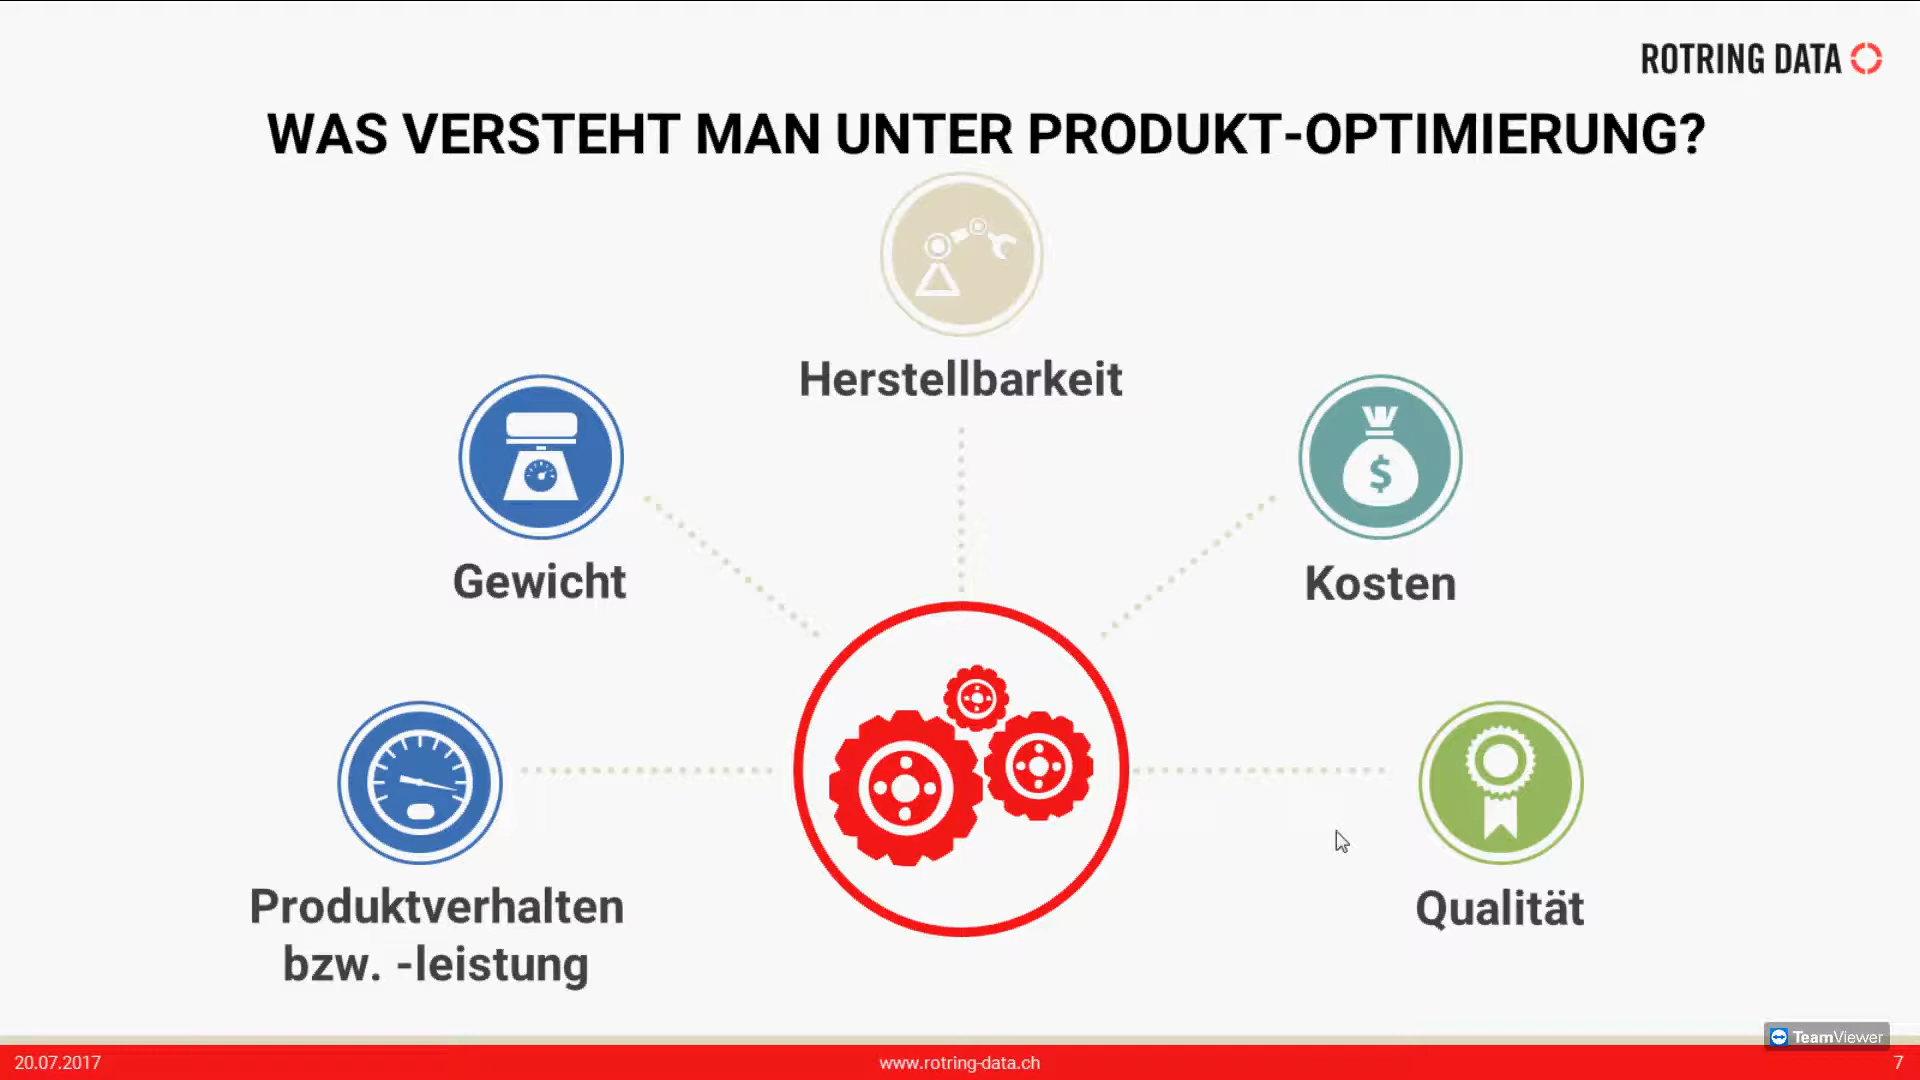 ROTRING DATA
WAS VERSTEHT MAN UNTER PRODUKT-OPTIMIERUNG?
Herstellbarkeit
Gewicht
$
Kosten
Produktverhalten
bzw. -leistung
Qualität
TeamViewer
20.07.2017
www.rotring-data.ch
7